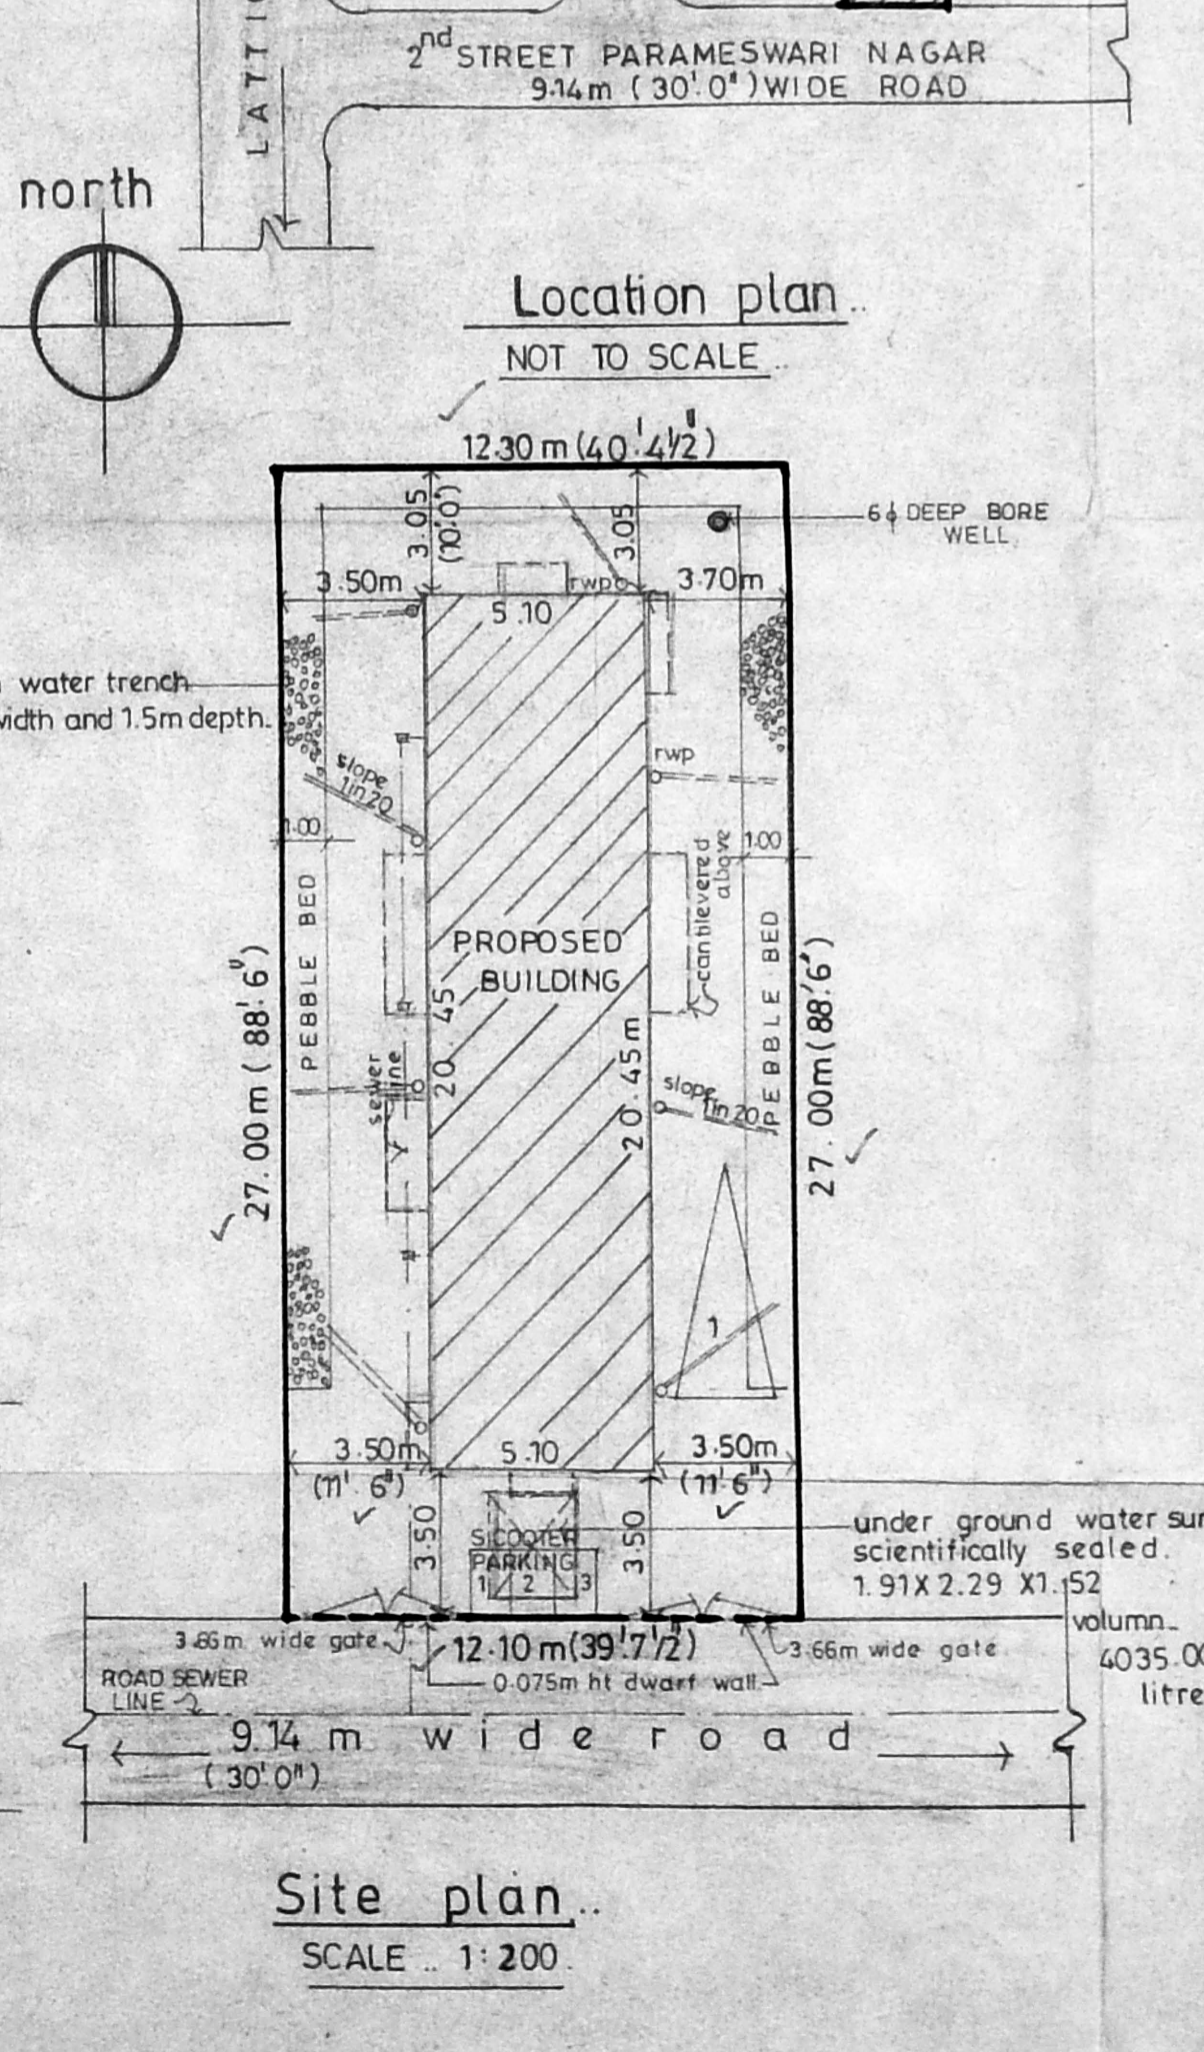 LATTI
2nd STREET PARAMESWARI NAGAR
9.14m (30'.0")WIDE ROAD
north
Location plan..
NOT TO SCALE..
12.30 m (40'.4½")
3.05
(10'.0")
3.05
6 ϕ DEEP BORE
WELL
3.50m
rwp
3.70m
5.10
water trench
width and 1.5m depth.
slope
1in20
rwp
1.00
1.00
cantilevered
above
PEBBLE BED
PROPOSED
BUILDING
PEBBLE BED
27.00m (88'.6")
20.45
20.45m
27.00m (88'.6")
sewer
line
slope
1in20
Y
1
3.50m
(11'.6")
5.10
3.50m
(11'.6")
3.50
3.50
SCOOTER
PARKING
1 2 3
under ground water
scientifically sealed.
1.91X2.29 X1.52
volumn
4035.00
litre
3.66m wide gate
12.10m(39'.7½")
3.66m wide gate
0.075m ht dwarf wall
ROAD SEWER
LINE
9.14 m wide road
(30'.0")
Site plan..
SCALE .. 1:200.